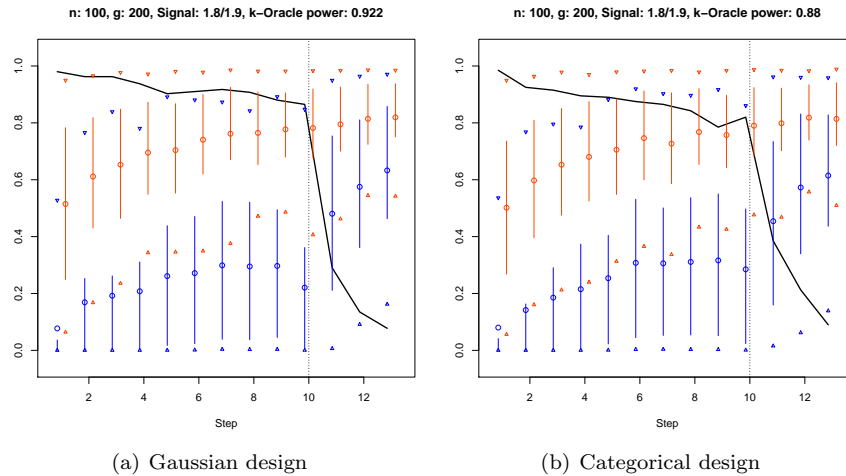 n: 100, g: 200, Signal: 1.8/1.9, k-Oracle power: 0.922
1.0
0.8
0.6
0.4
0.2
0.0
2 4 6 8 10 12
Step
(a) Gaussian design
n: 100, g: 200, Signal: 1.8/1.9, k-Oracle power: 0.88
1.0
0.8
0.6
0.4
0.2
0.0
2 4 6 8 10 12
Step
(b) Categorical design